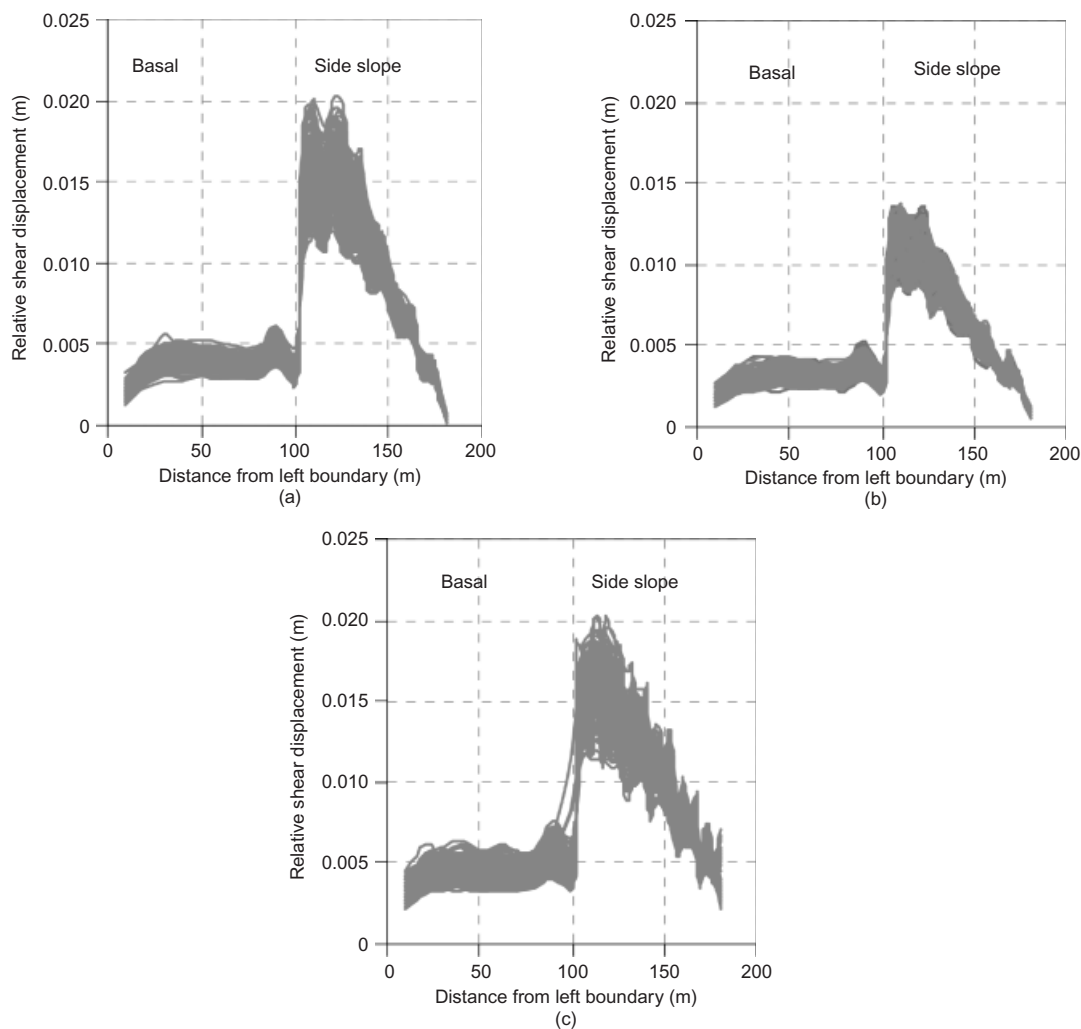 0.025
0.020
0.015
0.010
0.005
0
Relative shear displacement (m)
Basal
Side slope
0
50
100
150
200
Distance from left boundary (m)
(a)
0.025
0.020
0.015
0.010
0.005
0
Relative shear displacement (m)
Basal
Side slope
0
50
100
150
200
Distance from left boundary (m)
(b)
0.025
0.020
0.015
0.010
0.005
0
Relative shear displacement (m)
Basal
Side slope
0
50
100
150
200
Distance from left boundary (m)
(c)